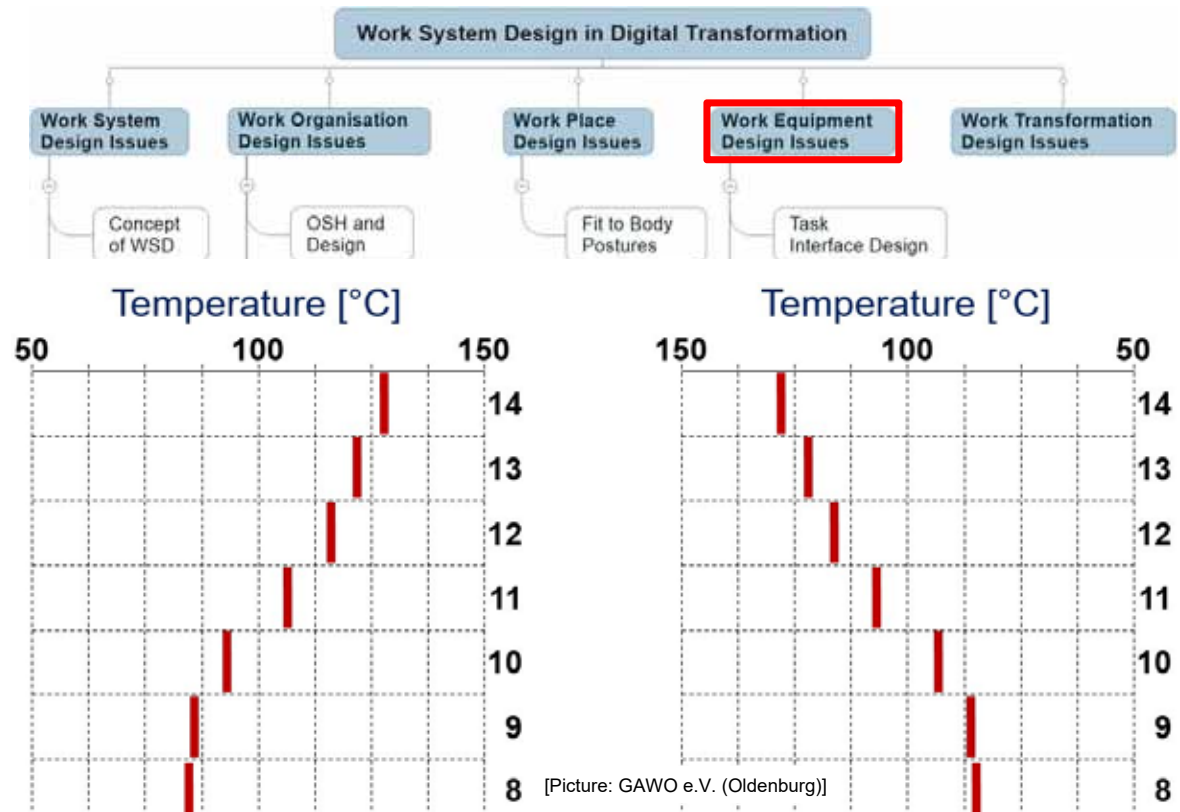 Work System Design in Digital Transformation
Work System
Design Issues
Work Organisation
Design Issues
Work Place
Design Issues
Work Equipment
Design Issues
Work Transformation
Design Issues
Concept
of WSD
OSH and
Design
Fit to Body
Postures
Task
Interface Design
Temperature [°C]
50 100 150
14
13
12
11
10
9
8
Temperature [°C]
150 100 50
14
13
12
11
10
9
8
[Picture: GAWO e.V. (Oldenburg)]